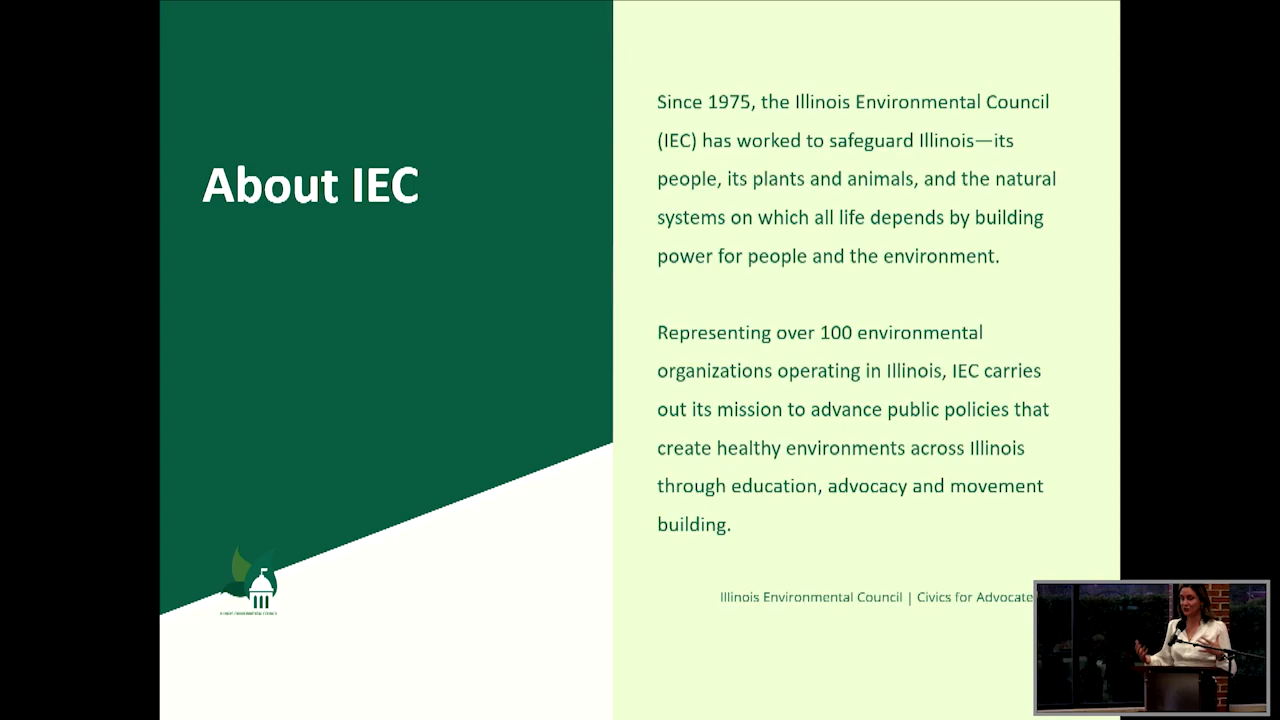 About IEC
Since 1975, the Illinois Environmental Council
(IEC) has worked to safeguard Illinois—its
people, its plants and animals, and the natural
systems on which all life depends by building
power for people and the environment.
Representing over 100 environmental
organizations operating in Illinois, IEC carries
out its mission to advance public policies that
create healthy environments across Illinois
through education, advocacy and movement
building.
ILLINOIS ENVIRONMENTAL COUNCIL
Illinois Environmental Council | Civics for Advocate